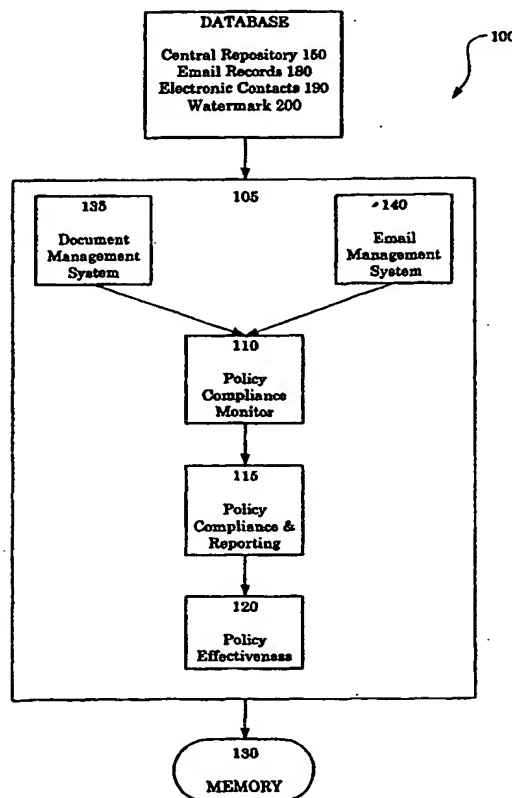 DATABASE
Central Repository 150
Email Records 180
Electronic Contacts 190
Watermark 200
100
105
135
Document
Management
System
140
Email
Management
System
110
Policy
Compliance
Monitor
115
Policy
Compliance &
Reporting
120
Policy
Effectiveness
130
MEMORY